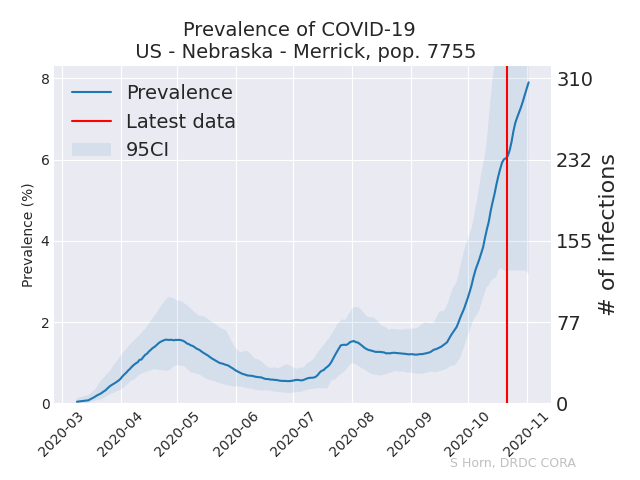 Prevalence of COVID-19
US - Nebraska - Merrick, pop. 7755
Prevalence
Latest data
95CI
8
6
4
2
0
Prevalence (%)
310
232
155
77
0
# of infections
2020-03
2020-04
2020-05
2020-06
2020-07
2020-08
2020-09
2020-10
2020-11
S Horn, DRDC CORA